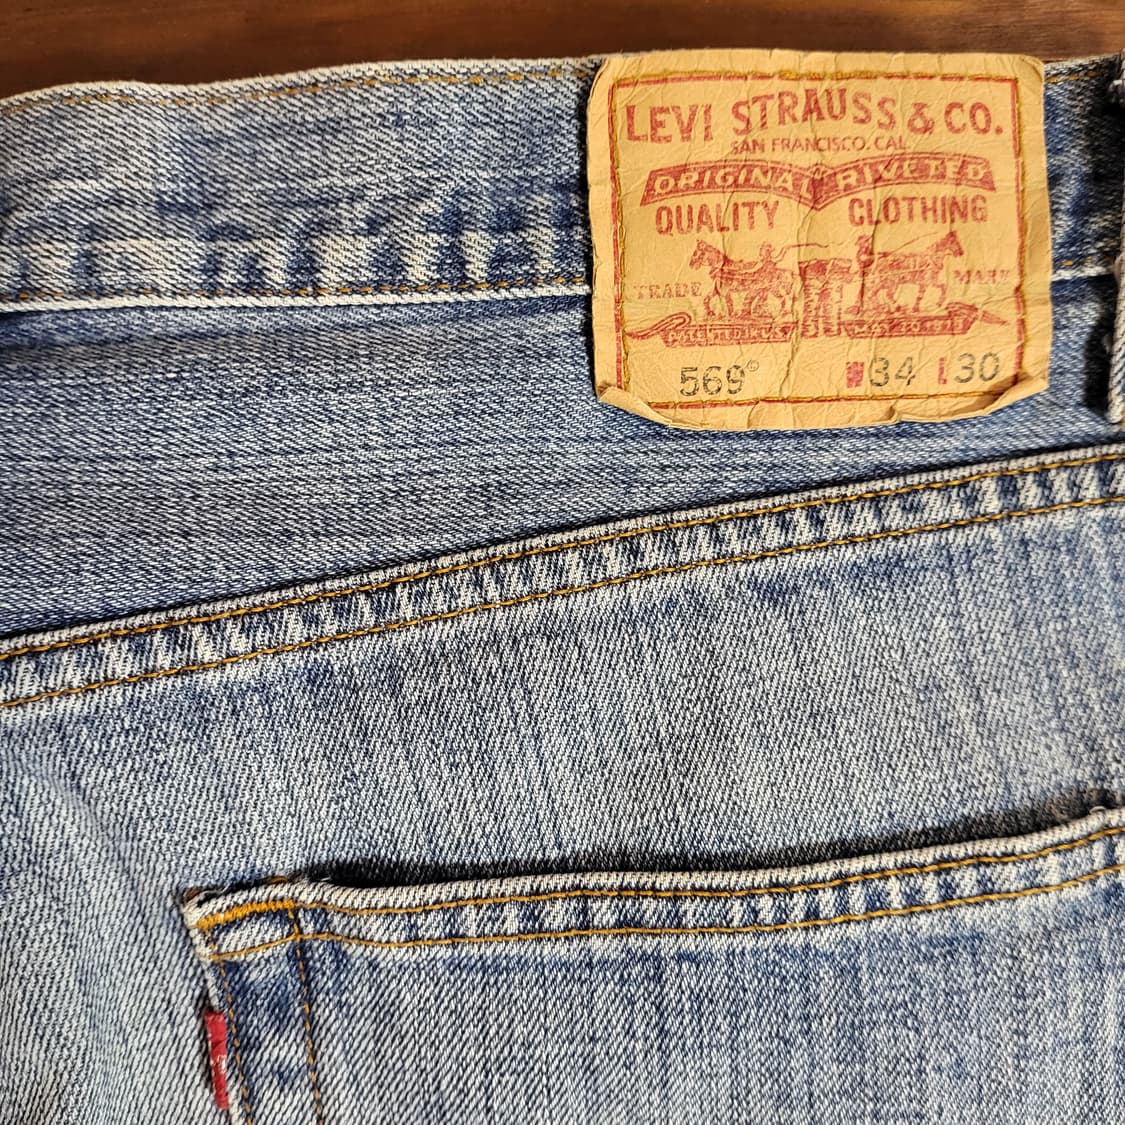 LEVI STRAUSS & CO.
SAN FRANCISCO, CAL
ORIGINAL RIVETED
QUALITY CLOTHING
TRADE MARK
569® W34 L30